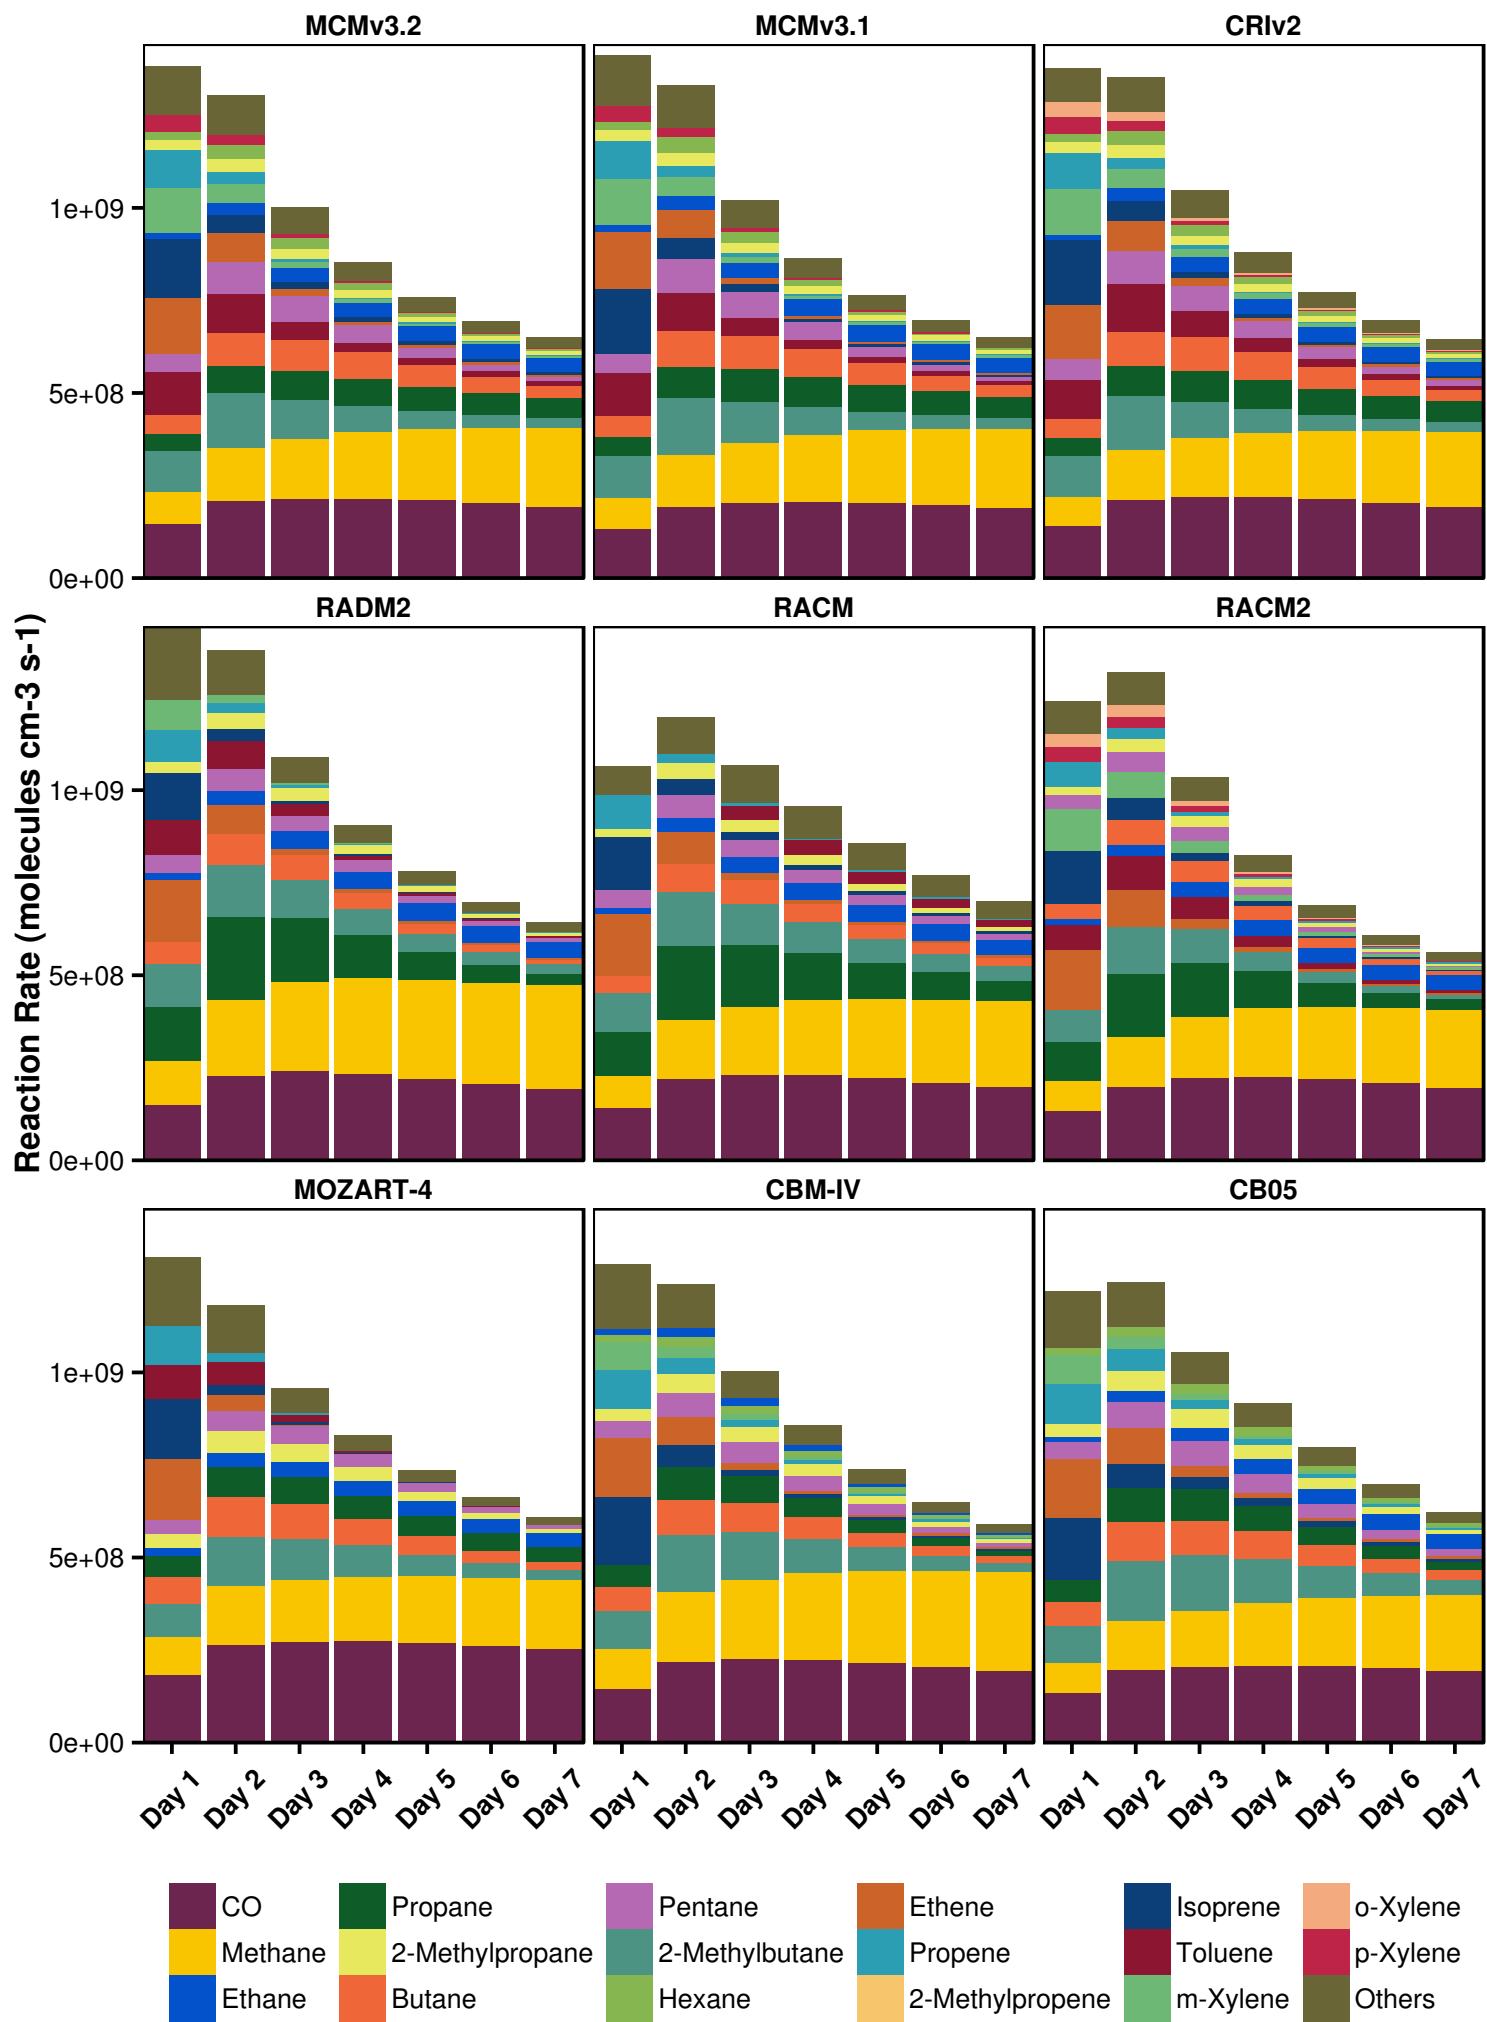 MCMv3.2 MCMv3.1 CRIv2
1e+09
5e+08
0e+00
RADM2 RACM RACM2
Reaction Rate (molecules cm-3 s-1)
1e+09
5e+08
0e+00
MOZART-4 CBM-IV CB05
1e+09
5e+08
0e+00
Day 1 Day 2 Day 3 Day 4 Day 5 Day 6 Day 7 Day 1 Day 2 Day 3 Day 4 Day 5 Day 6 Day 7 Day 1 Day 2 Day 3 Day 4 Day 5 Day 6 Day 7
CO Propane Pentane Ethene Isoprene o-Xylene
Methane 2-Methylpropane 2-Methylbutane Propene Toluene p-Xylene
Ethane Butane Hexane 2-Methylpropene m-Xylene Others